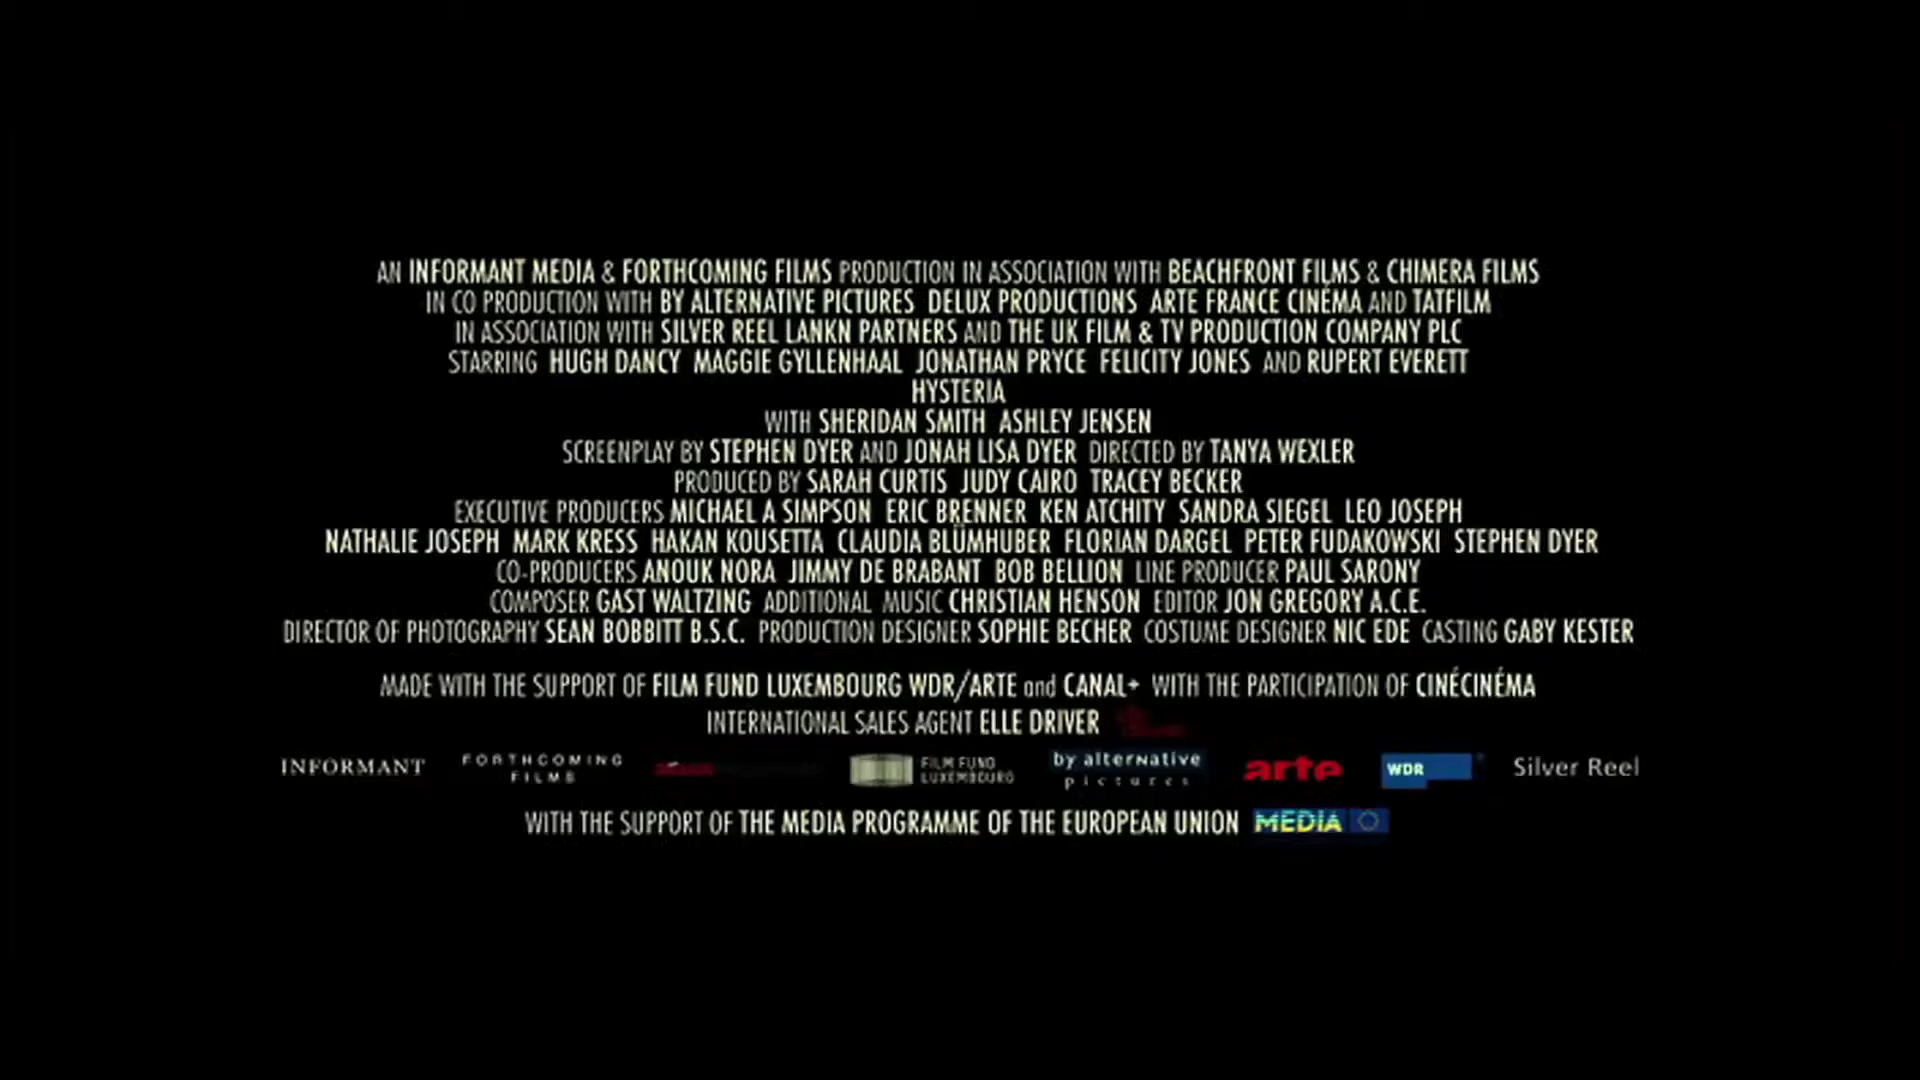 AN INFORMANT MEDIA & FORTHCOMING FILMS PRODUCTION IN ASSOCIATION WITH BEACHFRONT FILMS & CHIMERA FILMS
IN CO PRODUCTION WITH BY ALTERNATIVE PICTURES DELUX PRODUCTIONS ARTE FRANCE CINÉMA AND TATFILM
IN ASSOCIATION WITH SILVER REEL LANKN PARTNERS AND THE UK FILM & TV PRODUCTION COMPANY PLC
STARRING HUGH DANCY MAGGIE GYLLENHAAL JONATHAN PRYCE FELICITY JONES AND RUPERT EVERETT
HYSTERIA
WITH SHERIDAN SMITH ASHLEY JENSEN
SCREENPLAY BY STEPHEN DYER AND JONAH LISA DYER DIRECTED BY TANYA WEXLER
PRODUCED BY SARAH CURTIS JUDY CAIRO TRACEY BECKER
EXECUTIVE PRODUCERS MICHAEL A SIMPSON ERIC BRENNER KEN ATCHITY SANDRA SIEGEL LEO JOSEPH
NATHALIE JOSEPH MARK KRESS HAKAN KOUSETTA CLAUDIA BLÜMHUBER FLORIAN DARGEL PETER FUDAKOWSKI STEPHEN DYER
CO-PRODUCERS ANOUK NORA JIMMY DE BRABANT BOB BELLION LINE PRODUCER PAUL SARONY
COMPOSER GAST WALTZING ADDITIONAL MUSIC CHRISTIAN HENSON EDITOR JON GREGORY A.C.E.
DIRECTOR OF PHOTOGRAPHY SEAN BOBBITT B.S.C. PRODUCTION DESIGNER SOPHIE BECHER COSTUME DESIGNER NIC EDE CASTING GABY KESTER
MADE WITH THE SUPPORT OF FILM FUND LUXEMBOURG WDR/ARTE and CANAL+ WITH THE PARTICIPATION OF CINÉCINÉMA
INTERNATIONAL SALES AGENT ELLE DRIVER
INFORMANT FORTHCOMING FILMS FILM FUND LUXEMBOURG by alterNative pictures arte WDR Silver Reel
WITH THE SUPPORT OF THE MEDIA PROGRAMME OF THE EUROPEAN UNION MEDIA